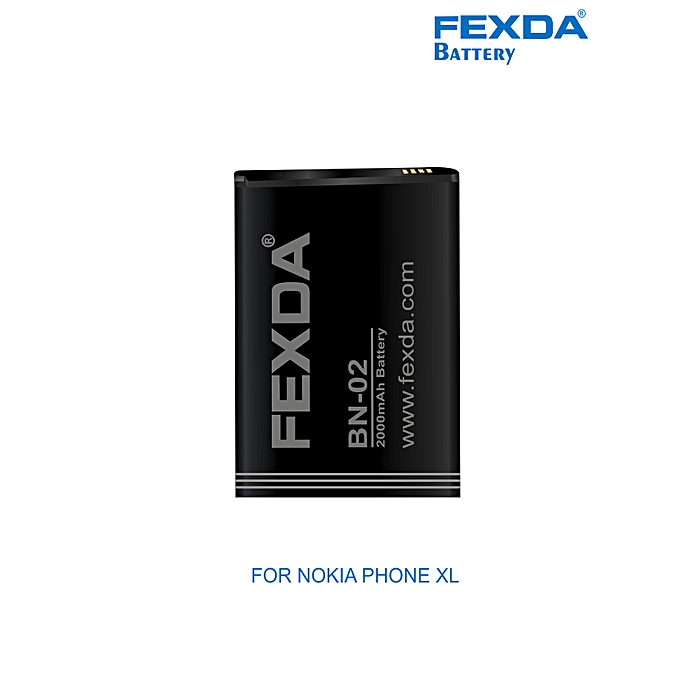 FEXDA®
BATTERY
FEXDA®
BN-02
2000mAh Battery
www.fexda.com
FOR NOKIA PHONE XL